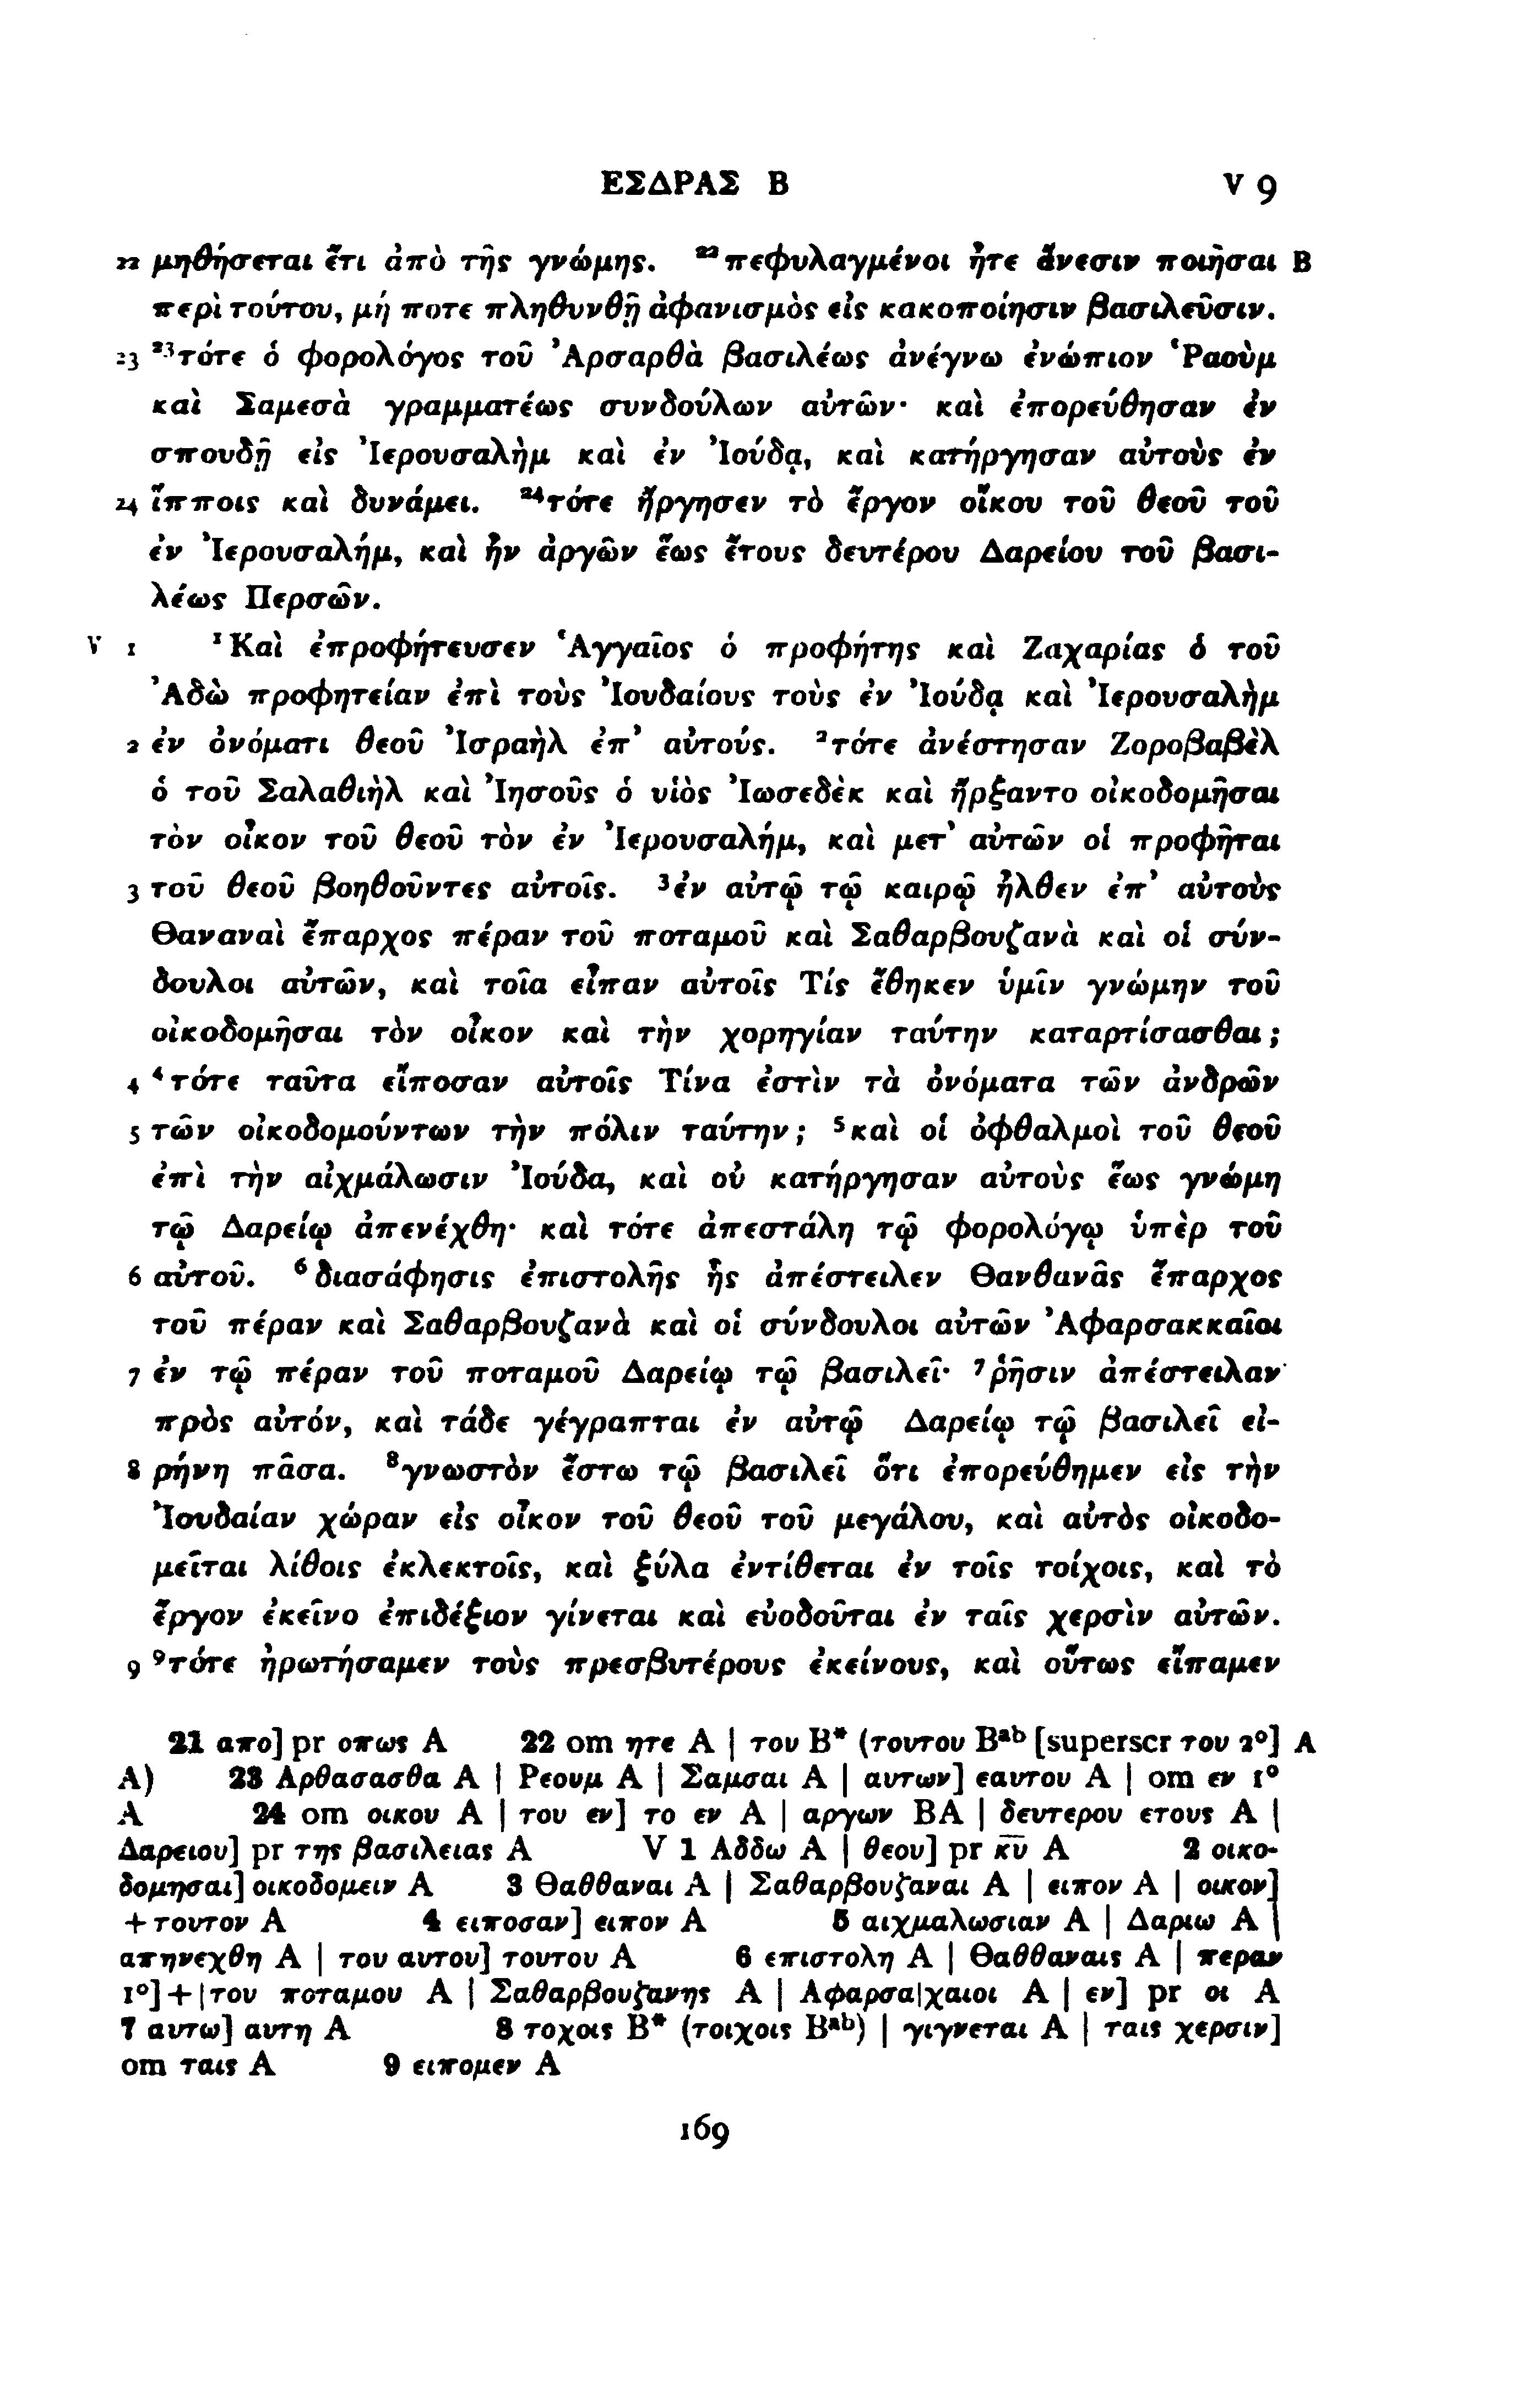 ΕΣΔΡΑΣ Β V 9
22 μηθήσεται ἔτι ἀπὸ τῆς γνώμης. ²²πεφυλαγμένοι ἦτε ἄνεσιν ποιῆσαι B
περὶ τούτου, μή ποτε πληθυνθῇ ἀφανισμὸς εἰς κακοποίησιν βασιλεῦσιν.
23 ²³τότε ὁ φορολόγος τοῦ Ἀρσαρθὰ βασιλέως ἀνέγνω ἐνώπιον Ῥαοὺμ
καὶ Σαμεσὰ γραμματέως συνδούλων αὐτῶν· καὶ ἐπορεύθησαν ἐν
σπουδῇ εἰς Ἰερουσαλὴμ καὶ ἐν Ἰούδᾳ, καὶ κατήργησαν αὐτοὺς ἐν
24 ἵπποις καὶ δυνάμει. ²⁴τότε ἤργησεν τὸ ἔργον οἴκου τοῦ θεοῦ τοῦ
ἐν Ἰερουσαλήμ, καὶ ἦν ἀργῶν ἕως ἔτους δευτέρου Δαρείου τοῦ βασι-
λέως Περσῶν.
V 1 ¹Καὶ ἐπροφήτευσεν Ἁγγαῖος ὁ προφήτης καὶ Ζαχαρίας ὁ τοῦ
Ἀδὼ προφητείαν ἐπὶ τοὺς Ἰουδαίους τοὺς ἐν Ἰούδᾳ καὶ Ἰερουσαλὴμ
2 ἐν ὀνόματι θεοῦ Ἰσραὴλ ἐπ᾽ αὐτούς. ²τότε ἀνέστησαν Ζοροβαβὲλ
ὁ τοῦ Σαλαθιὴλ καὶ Ἰησοῦς ὁ υἱὸς Ἰωσεδὲκ καὶ ἤρξαντο οἰκοδομῆσαι
τὸν οἶκον τοῦ θεοῦ τὸν ἐν Ἰερουσαλήμ, καὶ μετ᾽ αὐτῶν οἱ προφῆται
3 τοῦ θεοῦ βοηθοῦντες αὐτοῖς. ³ἐν αὐτῷ τῷ καιρῷ ἦλθεν ἐπ᾽ αὐτοὺς
Θαναναὶ ἔπαρχος πέραν τοῦ ποταμοῦ καὶ Σαθαρβουζανὰ καὶ οἱ σύν-
δουλοι αὐτῶν, καὶ τοῖα εἶπαν αὐτοῖς Τίς ἔθηκεν ὑμῖν γνώμην τοῦ
οἰκοδομῆσαι τὸν οἶκον καὶ τὴν χορηγίαν ταύτην καταρτίσασθαι;
4 ⁴τότε ταῦτα εἴποσαν αὐτοῖς Τίνα ἐστὶν τὰ ὀνόματα τῶν ἀνδρῶν
5 τῶν οἰκοδομούντων τὴν πόλιν ταύτην; ⁵καὶ οἱ ὀφθαλμοὶ τοῦ θεοῦ
ἐπὶ τὴν αἰχμάλωσιν Ἰούδα, καὶ οὐ κατήργησαν αὐτοὺς ἕως γνώμη
τῷ Δαρείῳ ἀπενέχθη· καὶ τότε ἀπεστάλη τῷ φορολόγῳ ὑπὲρ τοῦ
6 αὐτοῦ. ⁶διασάφησις ἐπιστολῆς ἧς ἀπέστειλεν Θανθανᾶς ἔπαρχος
τοῦ πέραν καὶ Σαθαρβουζανὰ καὶ οἱ σύνδουλοι αὐτῶν Ἀφαρσακκαῖοι
7 ἐν τῷ πέραν τοῦ ποταμοῦ Δαρείῳ τῷ βασιλεῖ· ⁷ῥῆσιν ἀπέστειλαν
πρὸς αὐτόν, καὶ τάδε γέγραπται ἐν αὐτῷ Δαρείῳ τῷ βασιλεῖ εἰ-
8 ρήνη πᾶσα. ⁸γνωστὸν ἔστω τῷ βασιλεῖ ὅτι ἐπορεύθημεν εἰς τὴν
Ἰουδαίαν χώραν εἰς οἶκον τοῦ θεοῦ τοῦ μεγάλου, καὶ αὐτὸς οἰκοδο-
μεῖται λίθοις ἐκλεκτοῖς, καὶ ξύλα ἐντίθεται ἐν τοῖς τοίχοις, καὶ τὸ
ἔργον ἐκεῖνο ἐπιδέξιον γίνεται καὶ εὐοδοῦται ἐν ταῖς χερσὶν αὐτῶν.
9 ⁹τότε ἠρωτήσαμεν τοὺς πρεσβυτέρους ἐκείνους, καὶ οὕτως εἴπαμεν
21 απο] pr οπως A 22 om ητε A | του B* (τουτου Bᵃᵇ [superscr του 2°] A
A) 23 Αρθασασθα A | Ρεουμ A | Σαμσαι A | αυτων] εαυτου A | om εν 1°
A 24 om οικου A | του εν] το εν A | αργων BA | δευτερου ετους A |
Δαρειου] pr της βασιλειας A V 1 Αδδω A | θεου] pr κ̅υ̅ A 2 οικο-
δομησαι] οικοδομειν A 3 Θαθθαναι A | Σαθαρβουζαναι A | ειπον A | οικον]
+ τουτον A 4 ειποσαν] ειπον A 5 αιχμαλωσιαν A | Δαριω A |
απηνεχθη A | του αυτου] τουτου A 6 επιστολη A | Θαθθαναις A | περαν
1°] + | του ποταμου A | Σαθαρβουζανης A | Αφαρσα|χαιοι A | εν] pr οι A
7 αυτω] αυτη A 8 τοχοις B* (τοιχοις Bᵃᵇ) | γιγνεται A | ταις χερσιν]
om ταις A 9 ειπομεν A
169